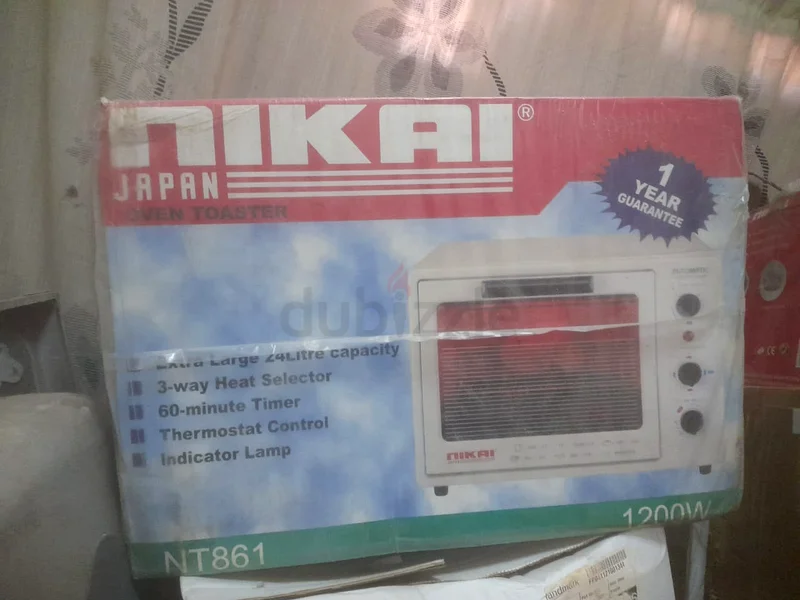 NIKAI®
JAPAN
OVEN TOASTER
1
YEAR
GUARANTEE
dubizzle
Extra Large 24Litre capacity
3-way Heat Selector
60-minute Timer
Thermostat Control
Indicator Lamp
NIKAI
1200W
NT861